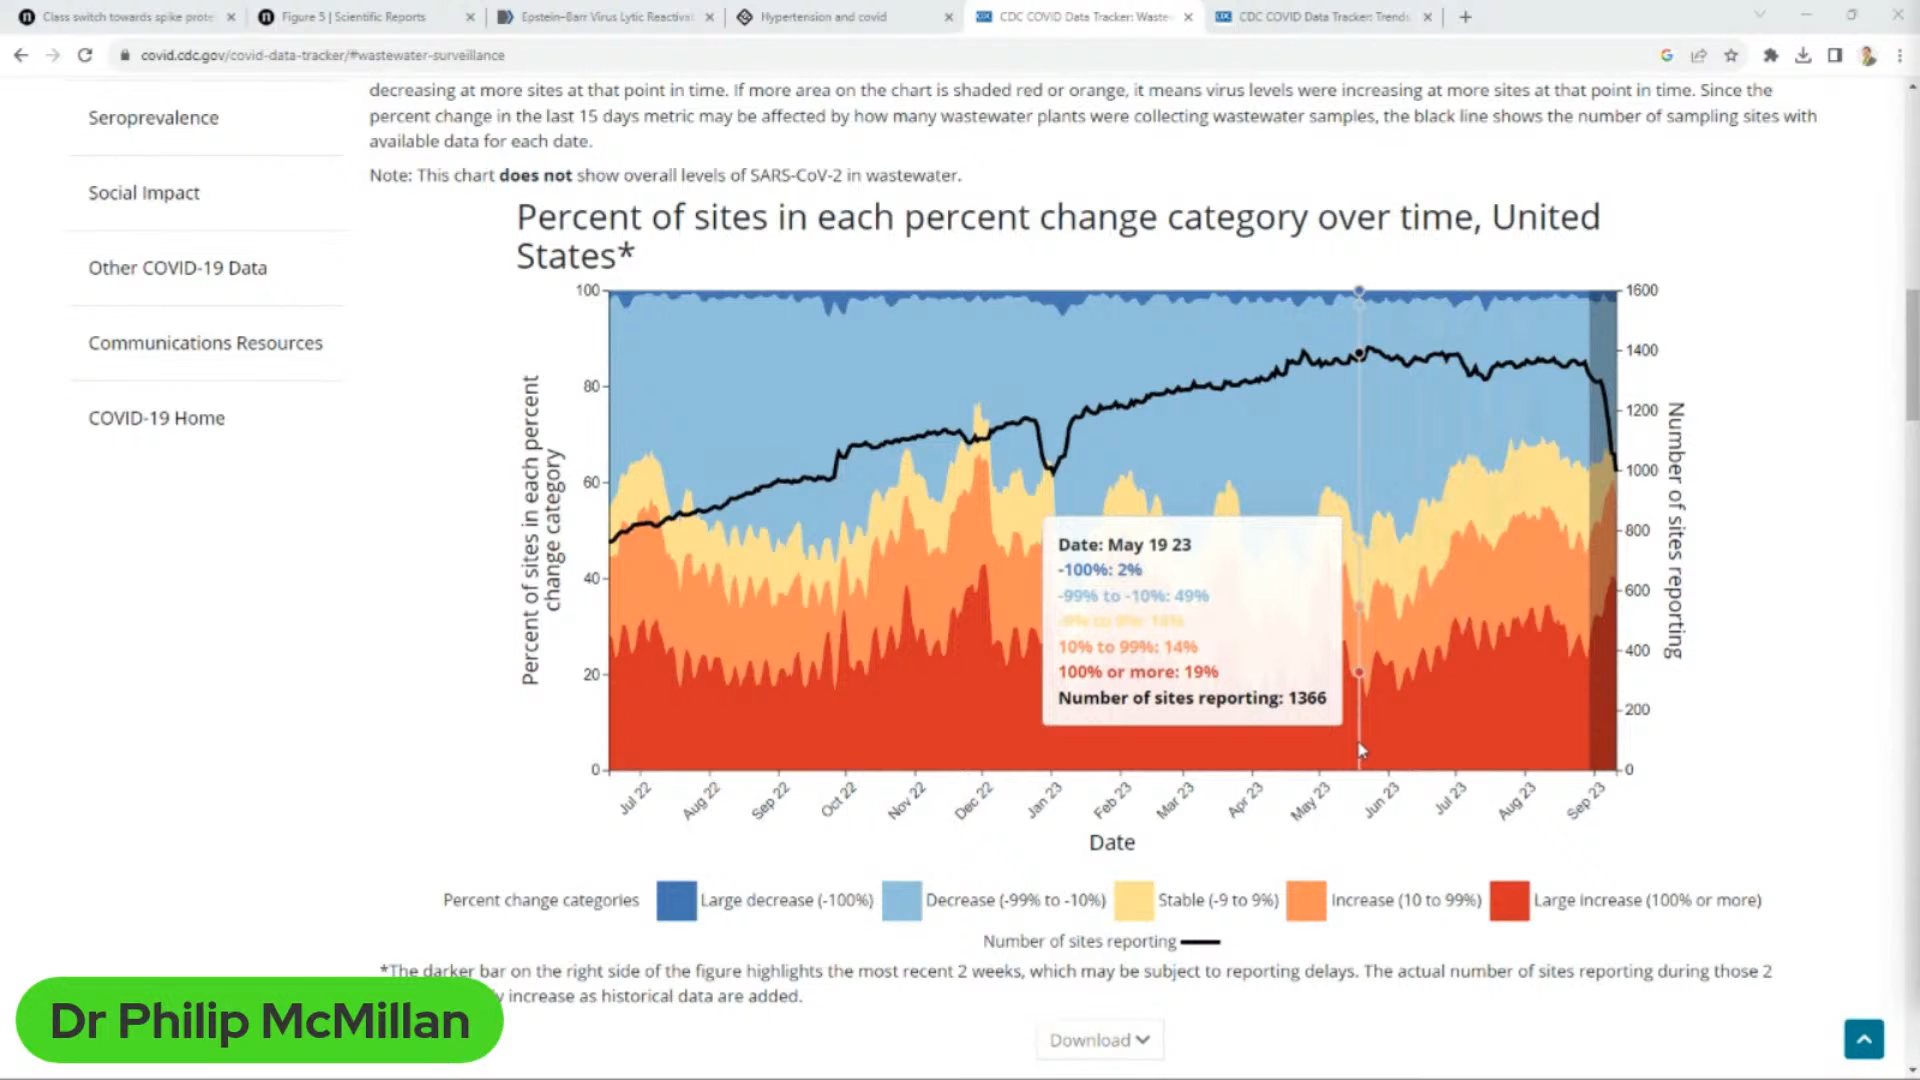 Class switch towards spike prote
Figure 5 | Scientific Reports
Epstein–Barr Virus Lytic Reactiva
Hypertension and covid
CDC COVID Data Tracker: Waste
CDC COVID Data Tracker: Trends
covid.cdc.gov/covid-data-tracker/#wastewater-surveillance
Seroprevalence
Social Impact
Other COVID-19 Data
Communications Resources
COVID-19 Home
decreasing at more sites at that point in time. If more area on the chart is shaded red or orange, it means virus levels were increasing at more sites at that point in time. Since the
percent change in the last 15 days metric may be affected by how many wastewater plants were collecting wastewater samples, the black line shows the number of sampling sites with
available data for each date.
Note: This chart does not show overall levels of SARS-CoV-2 in wastewater.
Percent of sites in each percent change category over time, United
States*
Percent of sites in each percent
change category
100
80
60
40
20
0
1600
1400
1200
1000
800
600
400
200
0
Number of sites reporting
Date: May 19 23
-100%: 2%
-99% to -10%: 49%
10% to 99%: 14%
100% or more: 19%
Number of sites reporting: 1366
Jul 22
Aug 22
Sep 22
Oct 22
Nov 22
Dec 22
Jan 23
Feb 23
Mar 23
Apr 23
May 23
Jun 23
Jul 23
Aug 23
Sep 23
Date
Percent change categories
Large decrease (-100%)
Decrease (-99% to -10%)
Stable (-9 to 9%)
Increase (10 to 99%)
Large increase (100% or more)
Number of sites reporting
*The darker bar on the right side of the figure highlights the most recent 2 weeks, which may be subject to reporting delays. The actual number of sites reporting during those 2
increase as historical data are added.
Dr Philip McMillan
Download